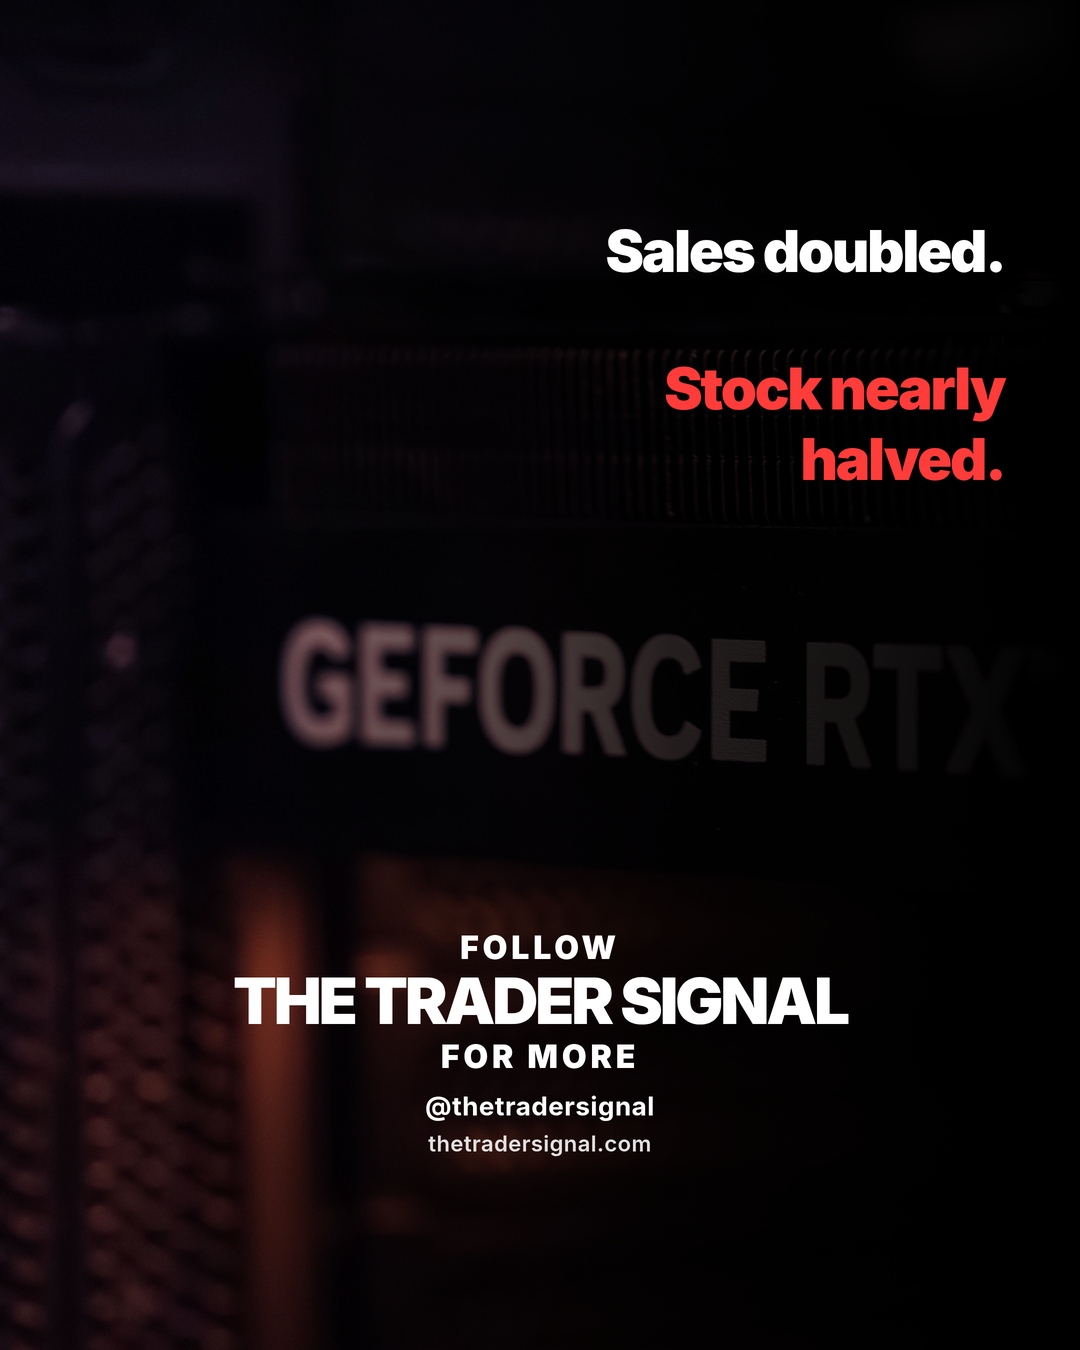 Sales doubled.
Stock nearly
halved.
GEFORCE RTX
FOLLOW
THE TRADER SIGNAL
FOR MORE
@thetradersignal
thetradersignal.com